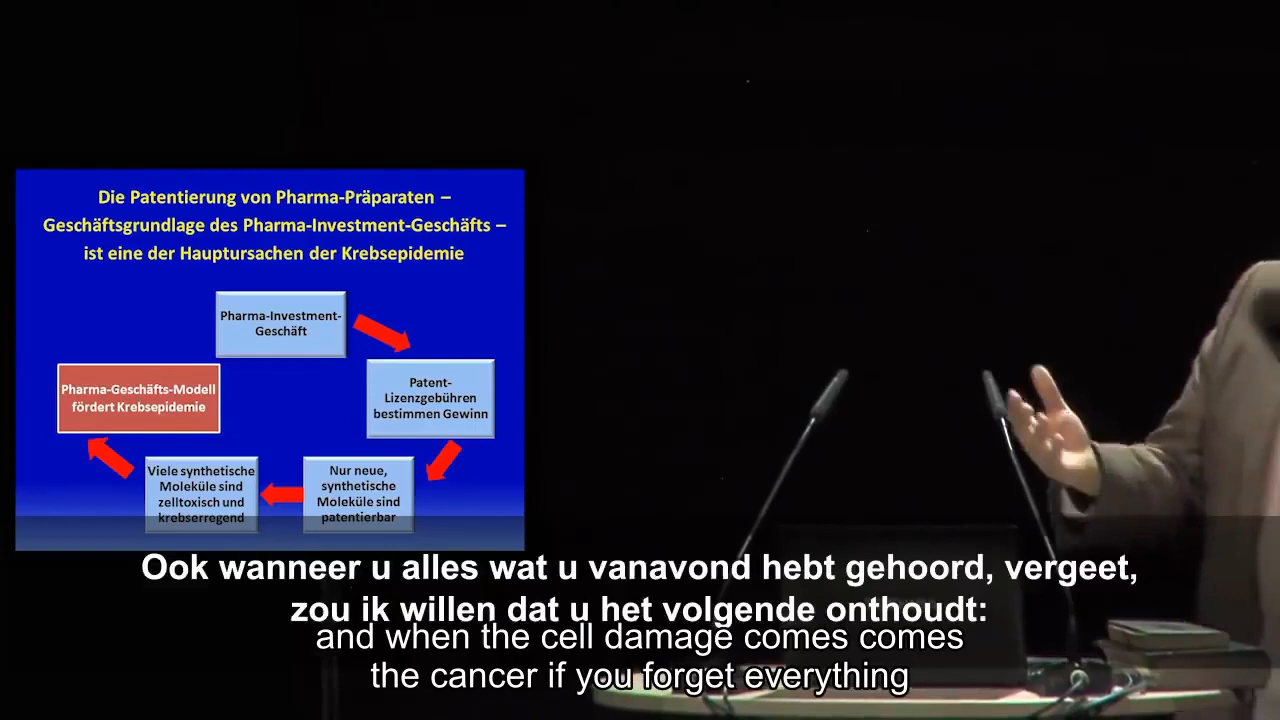 Die Patentierung von Pharma-Präparaten –
Geschäftsgrundlage des Pharma-Investment-Geschäfts –
ist eine der Hauptursachen der Krebsepidemie
Pharma-Investment-
Geschäft
Patent-
Lizenzgebühren
bestimmen Gewinn
Nur neue,
synthetische
Moleküle sind
patentierbar
Viele synthetische
Moleküle sind
zelltoxisch und
krebserregend
Pharma-Geschäfts-Modell
fördert Krebsepidemie
Ook wanneer u alles wat u vanavond hebt gehoord, vergeet,
zou ik willen dat u het volgende onthoudt:
and when the cell damage comes comes
the cancer if you forget everything